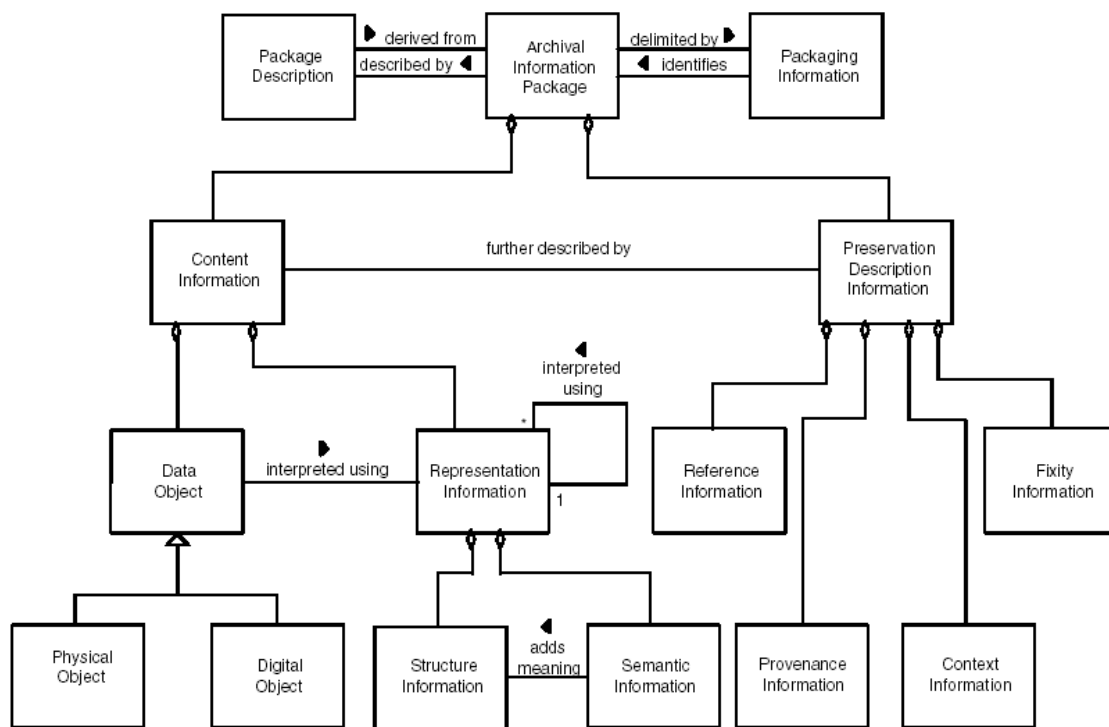 Package
Description
derived from
described by
Archival
Information
Package
delimited by
identifies
Packaging
Information
Content
Information
further described by
Preservation
Description
Information
interpreted
using
*
1
Data
Object
interpreted using
Representation
Information
Reference
Information
Fixity
Information
Physical
Object
Digital
Object
Structure
Information
adds
meaning
Semantic
Information
Provenance
Information
Context
Information